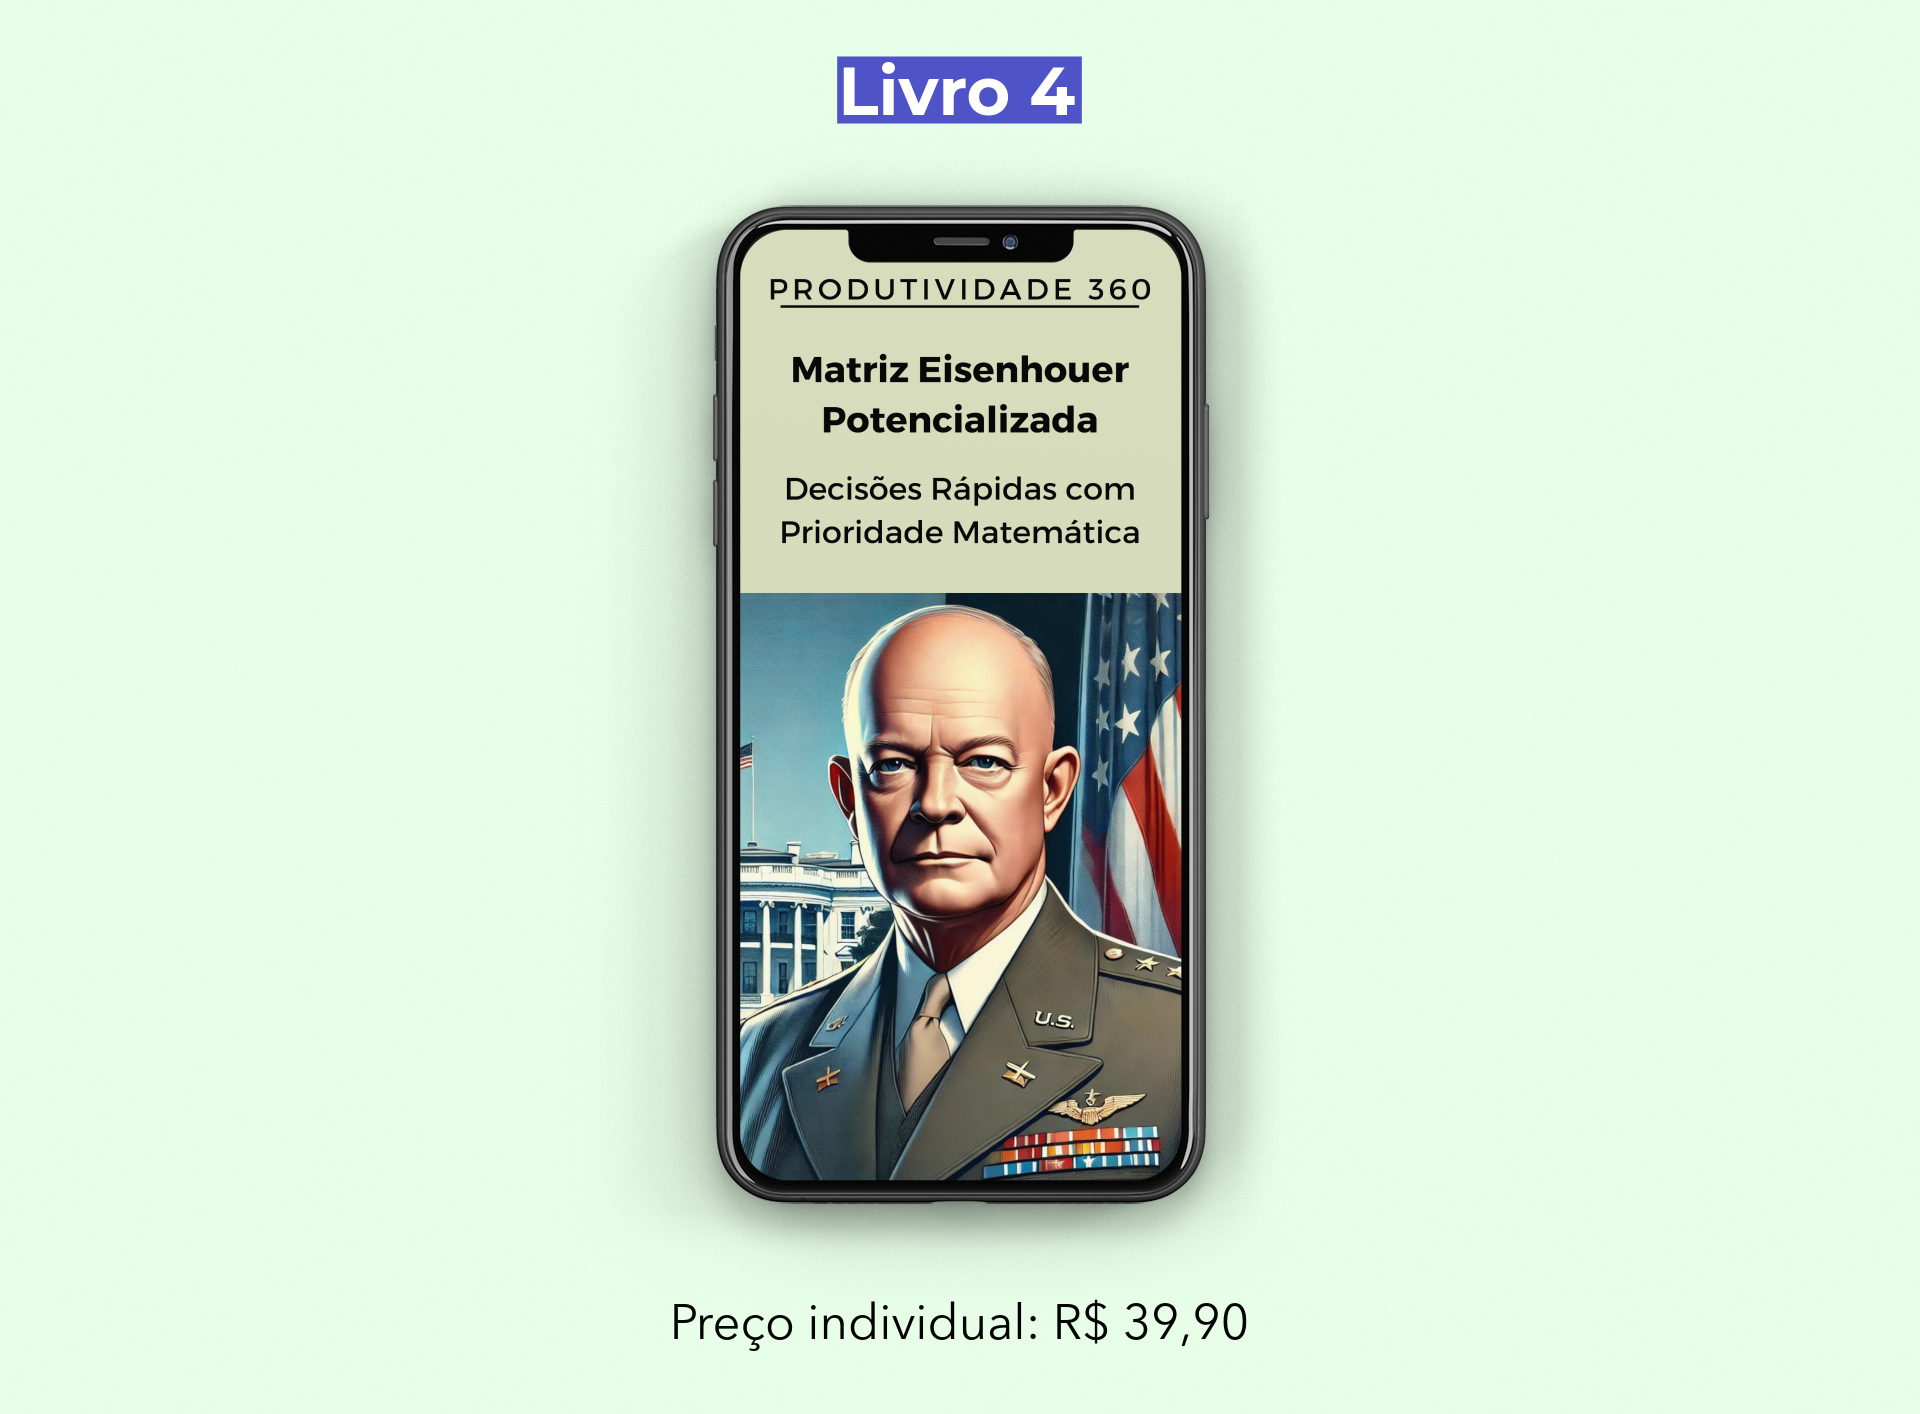 Livro 4
PRODUTIVIDADE 360
Matriz Eisenhouer
Potencializada
Decisões Rápidas com
Prioridade Matemática
U.S.
Preço individual: R$ 39,90